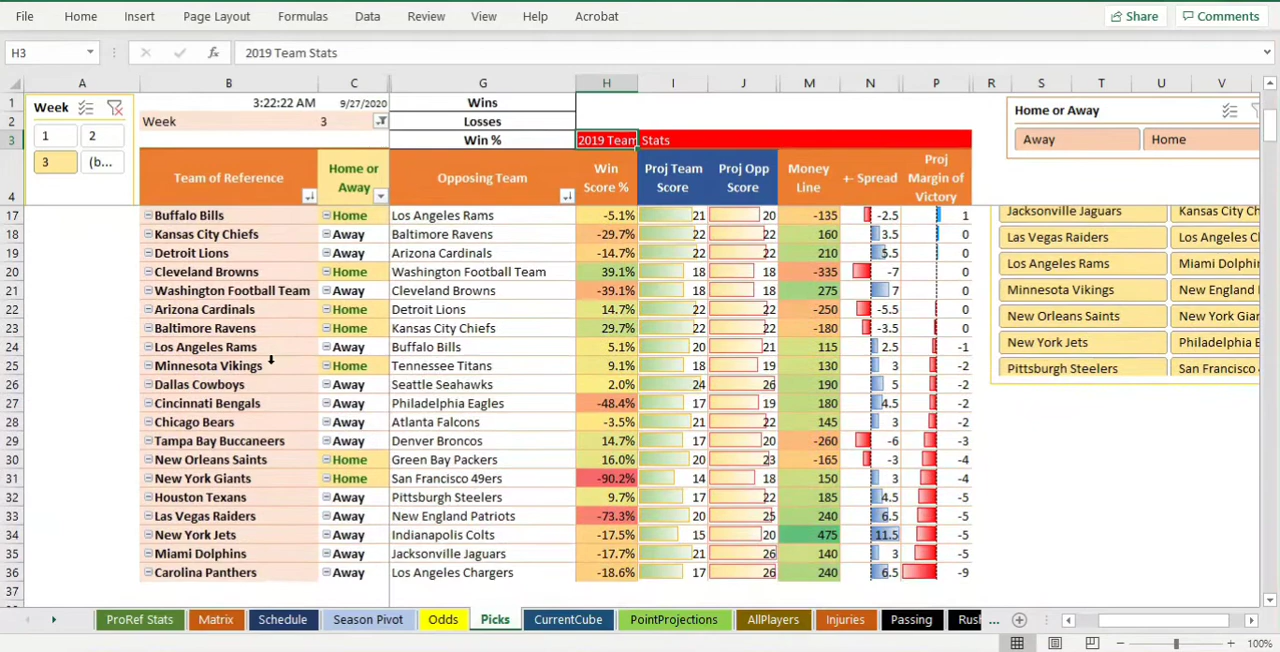 File Home Insert Page Layout Formulas Data Review View Help Acrobat Share Comments
H3 fx 2019 Team Stats
A B C G H I J M N P R S T U V
1 3:22:22 AM 9/27/2020 Wins
2 Week 3 Losses
3 Win % 2019 Team Stats
4 Team of Reference Home or Away Opposing Team Win Score % Proj Team Score Proj Opp Score Money Line +- Spread Proj Margin of Victory
Week
1 2
3 (b...
Home or Away
Away Home
17 Buffalo Bills Home Los Angeles Rams -5.1% 21 20 -135 -2.5 1
18 Kansas City Chiefs Away Baltimore Ravens -29.7% 22 22 160 3.5 0
19 Detroit Lions Away Arizona Cardinals -14.7% 22 22 210 5.5 0
20 Cleveland Browns Home Washington Football Team 39.1% 18 18 -335 -7 0
21 Washington Football Team Away Cleveland Browns -39.1% 18 18 275 7 0
22 Arizona Cardinals Home Detroit Lions 14.7% 22 22 -250 -5.5 0
23 Baltimore Ravens Home Kansas City Chiefs 29.7% 22 22 -180 -3.5 0
24 Los Angeles Rams Away Buffalo Bills 5.1% 20 21 115 2.5 -1
25 Minnesota Vikings Home Tennessee Titans 9.1% 18 19 130 3 -2
26 Dallas Cowboys Away Seattle Seahawks 2.0% 24 26 190 5 -2
27 Cincinnati Bengals Away Philadelphia Eagles -48.4% 17 19 180 4.5 -2
28 Chicago Bears Away Atlanta Falcons -3.5% 21 22 145 3 -2
29 Tampa Bay Buccaneers Away Denver Broncos 14.7% 17 20 -260 -6 -3
30 New Orleans Saints Home Green Bay Packers 16.0% 20 23 -165 -3 -4
31 New York Giants Home San Francisco 49ers -90.2% 14 18 150 3 -4
32 Houston Texans Away Pittsburgh Steelers 9.7% 17 22 185 4.5 -5
33 Las Vegas Raiders Away New England Patriots -73.3% 20 25 240 6.5 -5
34 New York Jets Away Indianapolis Colts -17.5% 15 20 475 11.5 -5
35 Miami Dolphins Away Jacksonville Jaguars -17.7% 21 26 140 3 -5
36 Carolina Panthers Away Los Angeles Chargers -18.6% 17 26 240 6.5 -9
37
Jacksonville Jaguars Kansas City Ch
Las Vegas Raiders Los Angeles C
Los Angeles Rams Miami Dolphin
Minnesota Vikings New England
New Orleans Saints New York Gian
New York Jets Philadelphia E
Pittsburgh Steelers San Francisco
ProRef Stats Matrix Schedule Season Pivot Odds Picks CurrentCube PointProjections AllPlayers Injuries Passing Rusl ...
100%